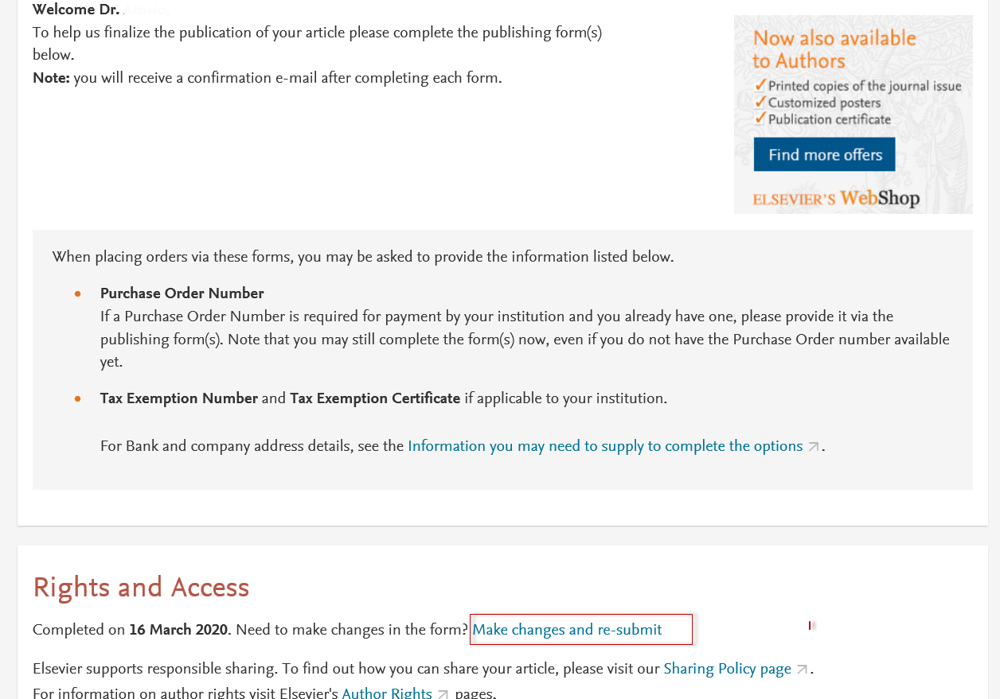 Welcome Dr.
To help us finalize the publication of your article please complete the publishing form(s)
below.
Note: you will receive a confirmation e-mail after completing each form.
Now also available
to Authors
Printed copies of the journal issue
Customized posters
Publication certificate
Find more offers
ELSEVIER'S WebShop
When placing orders via these forms, you may be asked to provide the information listed below.
Purchase Order Number
If a Purchase Order Number is required for payment by your institution and you already have one, please provide it via the
publishing form(s). Note that you may still complete the form(s) now, even if you do not have the Purchase Order number available
yet.
Tax Exemption Number and Tax Exemption Certificate if applicable to your institution.
For Bank and company address details, see the Information you may need to supply to complete the options.
Rights and Access
Completed on 16 March 2020. Need to make changes in the form? Make changes and re-submit
Elsevier supports responsible sharing. To find out how you can share your article, please visit our Sharing Policy page.
For information on author rights visit Elsevier's Author Rights pages.